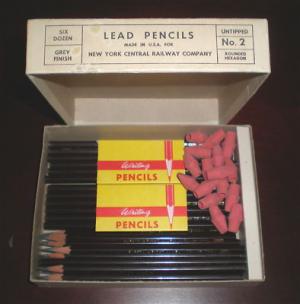 SIX
DOZEN
GREY
FINISH
LEAD PENCILS
MADE IN U.S.A. FOR
NEW YORK CENTRAL RAILWAY COMPANY
UNTIPPED
No. 2
ROUNDED
HEXAGON
Writing
PENCILS
Writing
PENCILS